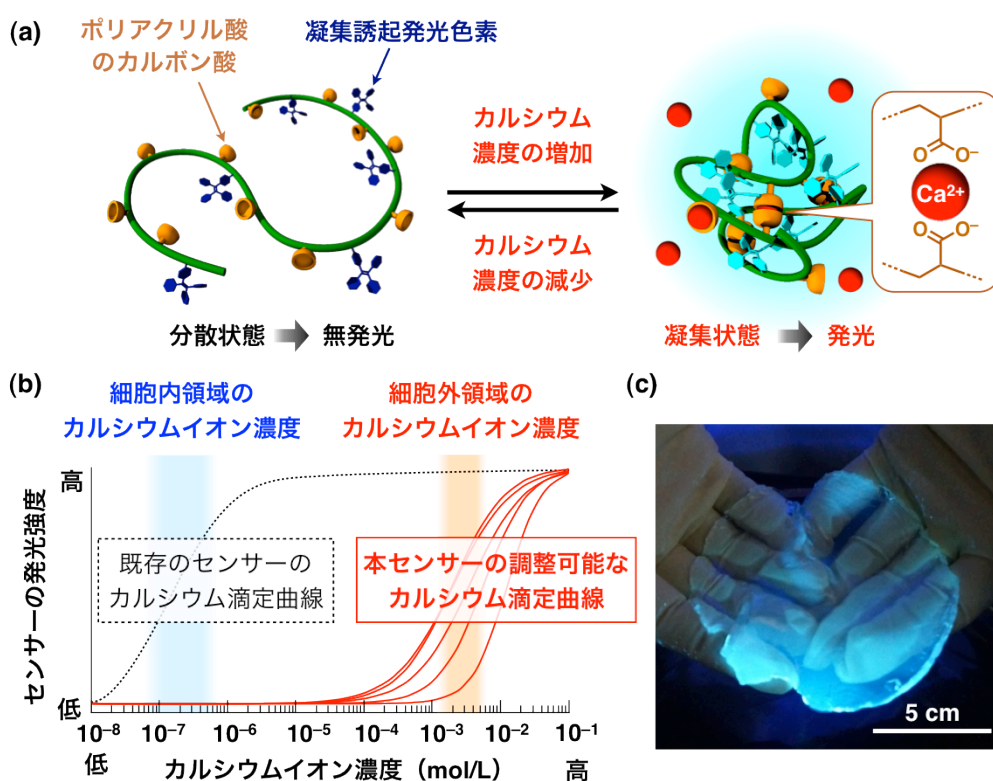 (a)
ポリアクリル酸
のカルボン酸
凝集誘起発光色素
カルシウム
濃度の増加
カルシウム
濃度の減少
O
O–
Ca2+
O
O–
分散状態 無発光
凝集状態 発光
(b)
細胞内領域の
カルシウムイオン濃度
細胞外領域の
カルシウムイオン濃度
センサーの発光強度
高
低
既存のセンサーの
カルシウム滴定曲線
本センサーの調整可能な
カルシウム滴定曲線
10–8 10–7 10–6 10–5 10–4 10–3 10–2 10–1
低 カルシウムイオン濃度（mol/L） 高
(c)
5 cm